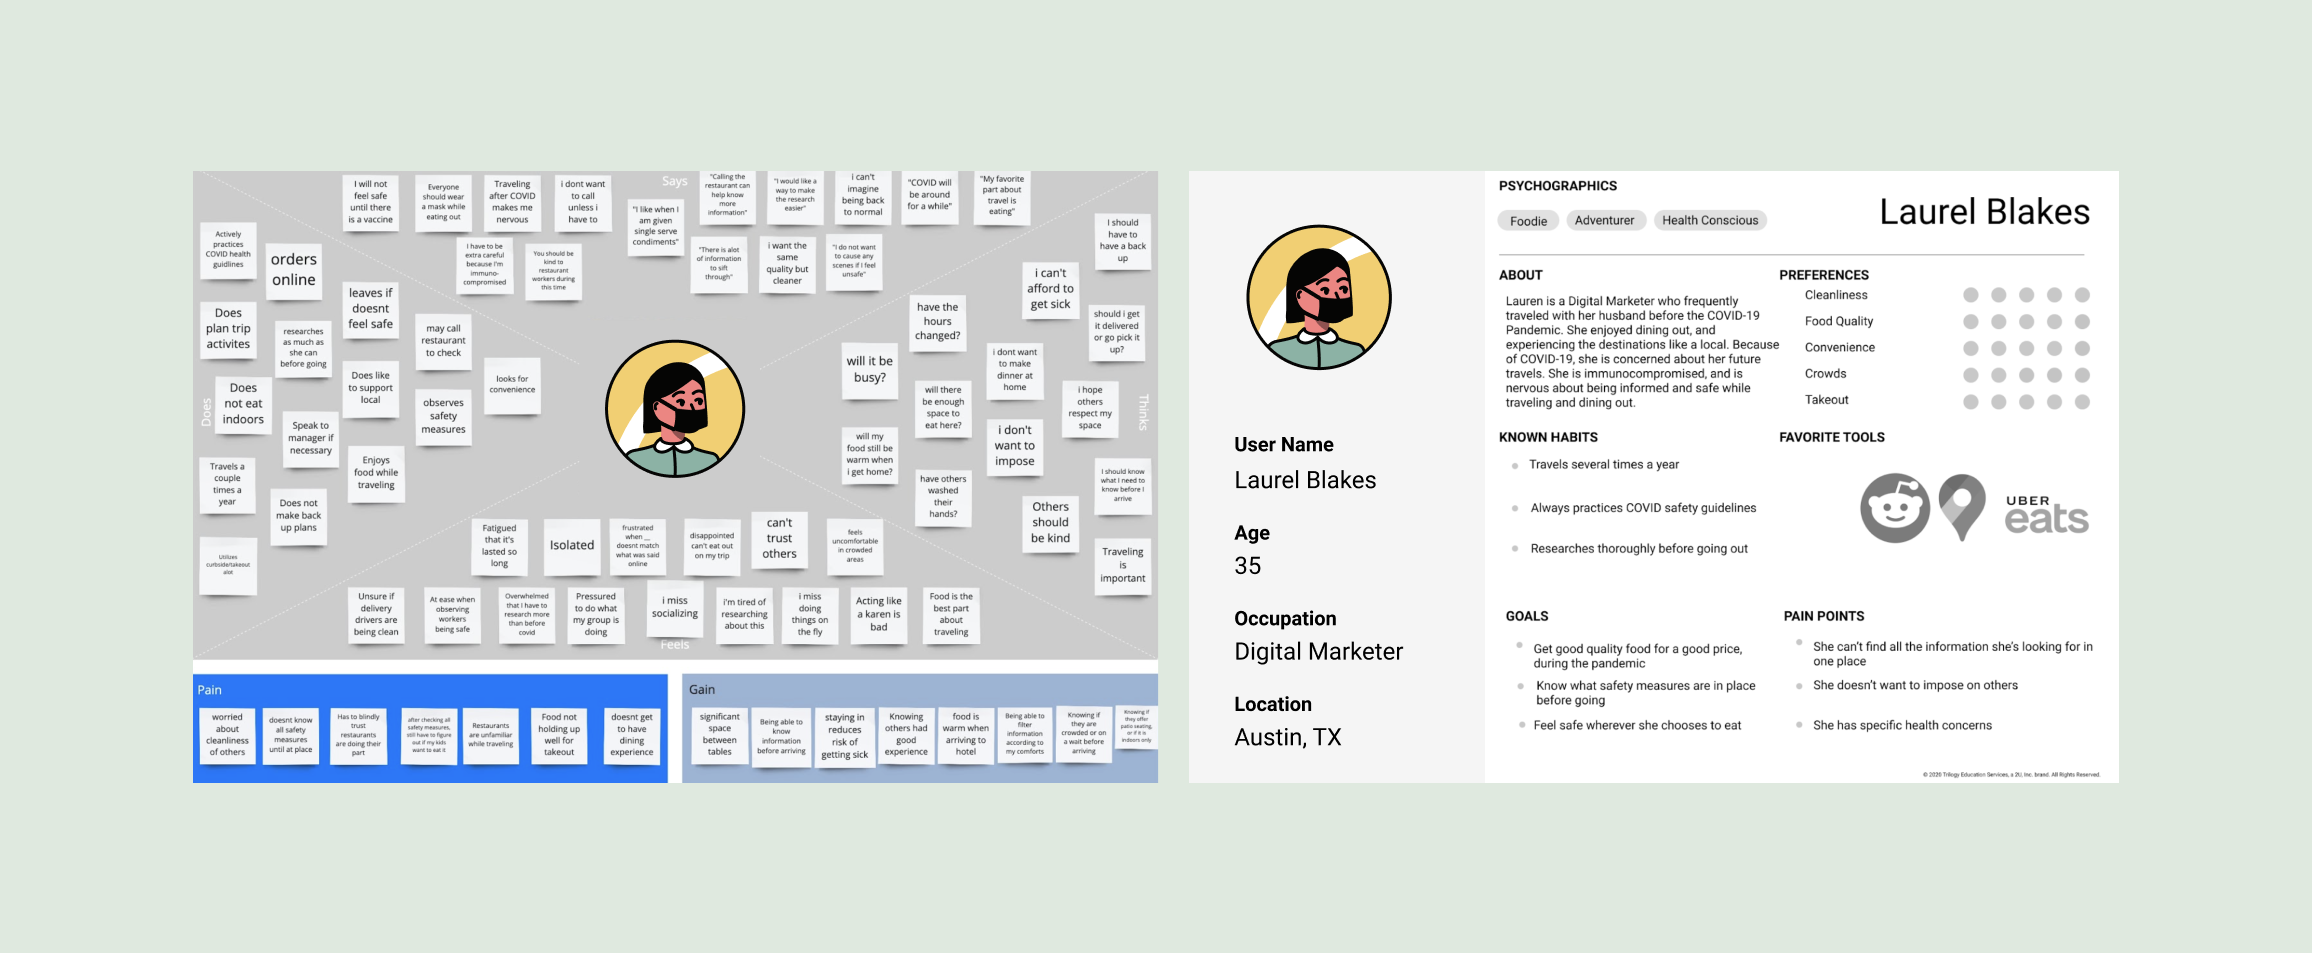 Says
I will not
feel safe
until there
is a vaccine
Everyone
should wear
a mask while
eating out
Traveling
after COVID
makes me
nervous
i dont want
to call
unless i
have to
"I like when I
am given
single serve
condiments"
"Calling the
restaurant can
help know
more
information"
"I would like a
way to make
the research
easier"
i can't
imagine
being back
to normal
"COVID will
be around
for a while"
"My favorite
part about
travel is
eating"
I have to be
extra careful
because I'm
immuno-
compromised
You should be
kind to
restaurant
workers during
this time
"There is alot
of information
to sift
through"
i want the
same
quality but
cleaner
"I do not want
to cause any
scenes if I feel
unsafe"
Does
Actively
practices
COVID health
guidlines
orders
online
leaves if
doesnt
feel safe
Does
plan trip
activites
researches
as much as
she can
before going
may call
restaurant
to check
Does like
to support
local
looks for
convenience
Does
not eat
indoors
observes
safety
measures
Speak to
manager if
necessary
Enjoys
food while
traveling
Travels a
couple
times a
year
Does not
make back
up plans
Utilizes
curbside/takeout
alot
Thinks
I should
have to
have a back
up
i can't
afford to
get sick
have the
hours
changed?
should i get
it delivered
or go pick it
up?
will it be
busy?
i dont want
to make
dinner at
home
will there
be enough
space to
eat here?
i hope
others
respect my
space
will my
food still be
warm when
i get home?
i don't
want to
impose
have others
washed
their
hands?
I should know
what I need to
know before I
arrive
Others
should
be kind
Traveling
is
important
Fatigued
that it's
lasted so
long
Isolated
frustrated
when __
doesnt match
what was said
online
disappointed
can't eat out
on my trip
can't
trust
others
feels
uncomfortable
in crowded
areas
Unsure if
delivery
drivers are
being clean
At ease when
observing
workers
being safe
Overwhelmed
that I have to
research more
than before
covid
Pressured
to do what
my group is
doing
i miss
socializing
i'm tired of
researching
about this
i miss
doing
things on
the fly
Acting like
a karen is
bad
Food is the
best part
about
traveling
Feels
Pain
worried
about
cleanliness
of others
doesnt know
all safety
measures
until at place
Has to blindly
trust
restaurants
are doing their
part
after checking all
safety measures,
still have to figure
out if my kids
want to eat it
Restaurants
are unfamiliar
while traveling
Food not
holding up
well for
takeout
doesnt get
to have
dining
experience
Gain
significant
space
between
tables
Being able to
know
information
before arriving
staying in
reduces
risk of
getting sick
Knowing
others had
good
experience
food is
warm when
arriving to
hotel
Being able to
filter
information
according to
my comforts
Knowing if
they are
crowded or on
a wait before
arriving
Knowing if
they offer
patio seating,
or if it is
indoors only
User Name
Laurel Blakes
Age
35
Occupation
Digital Marketer
Location
Austin, TX
PSYCHOGRAPHICS
Foodie
Adventurer
Health Conscious
Laurel Blakes
ABOUT
Lauren is a Digital Marketer who frequently
traveled with her husband before the COVID-19
Pandemic. She enjoyed dining out, and
experiencing the destinations like a local. Because
of COVID-19, she is concerned about her future
travels. She is immunocompromised, and is
nervous about being informed and safe while
traveling and dining out.
PREFERENCES
Cleanliness
Food Quality
Convenience
Crowds
Takeout
KNOWN HABITS
Travels several times a year
Always practices COVID safety guidelines
Researches thoroughly before going out
FAVORITE TOOLS
UBER
eats
GOALS
Get good quality food for a good price,
during the pandemic
Know what safety measures are in place
before going
Feel safe wherever she chooses to eat
PAIN POINTS
She can't find all the information she's looking for in
one place
She doesn't want to impose on others
She has specific health concerns
© 2020 Trilogy Education Services, a 2U, Inc. brand. All Rights Reserved.